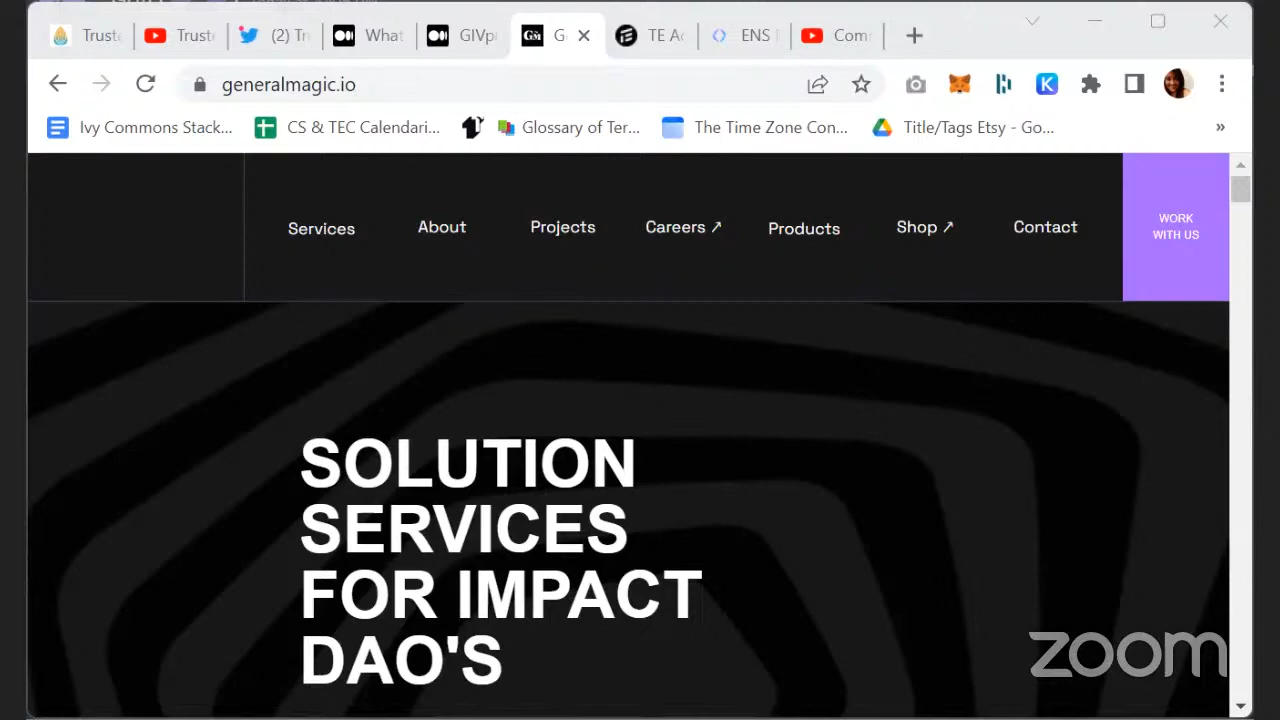 Truste Truste (2) Tr What GIVp G TE Ac ENS Com
generalmagic.io
Ivy Commons Stack... CS & TEC Calendari... Glossary of Ter... The Time Zone Con... Title/Tags Etsy - Go... »
Services About Projects Careers ↗ Products Shop ↗ Contact
WORK
WITH US
SOLUTION
SERVICES
FOR IMPACT
DAO'S
zoom